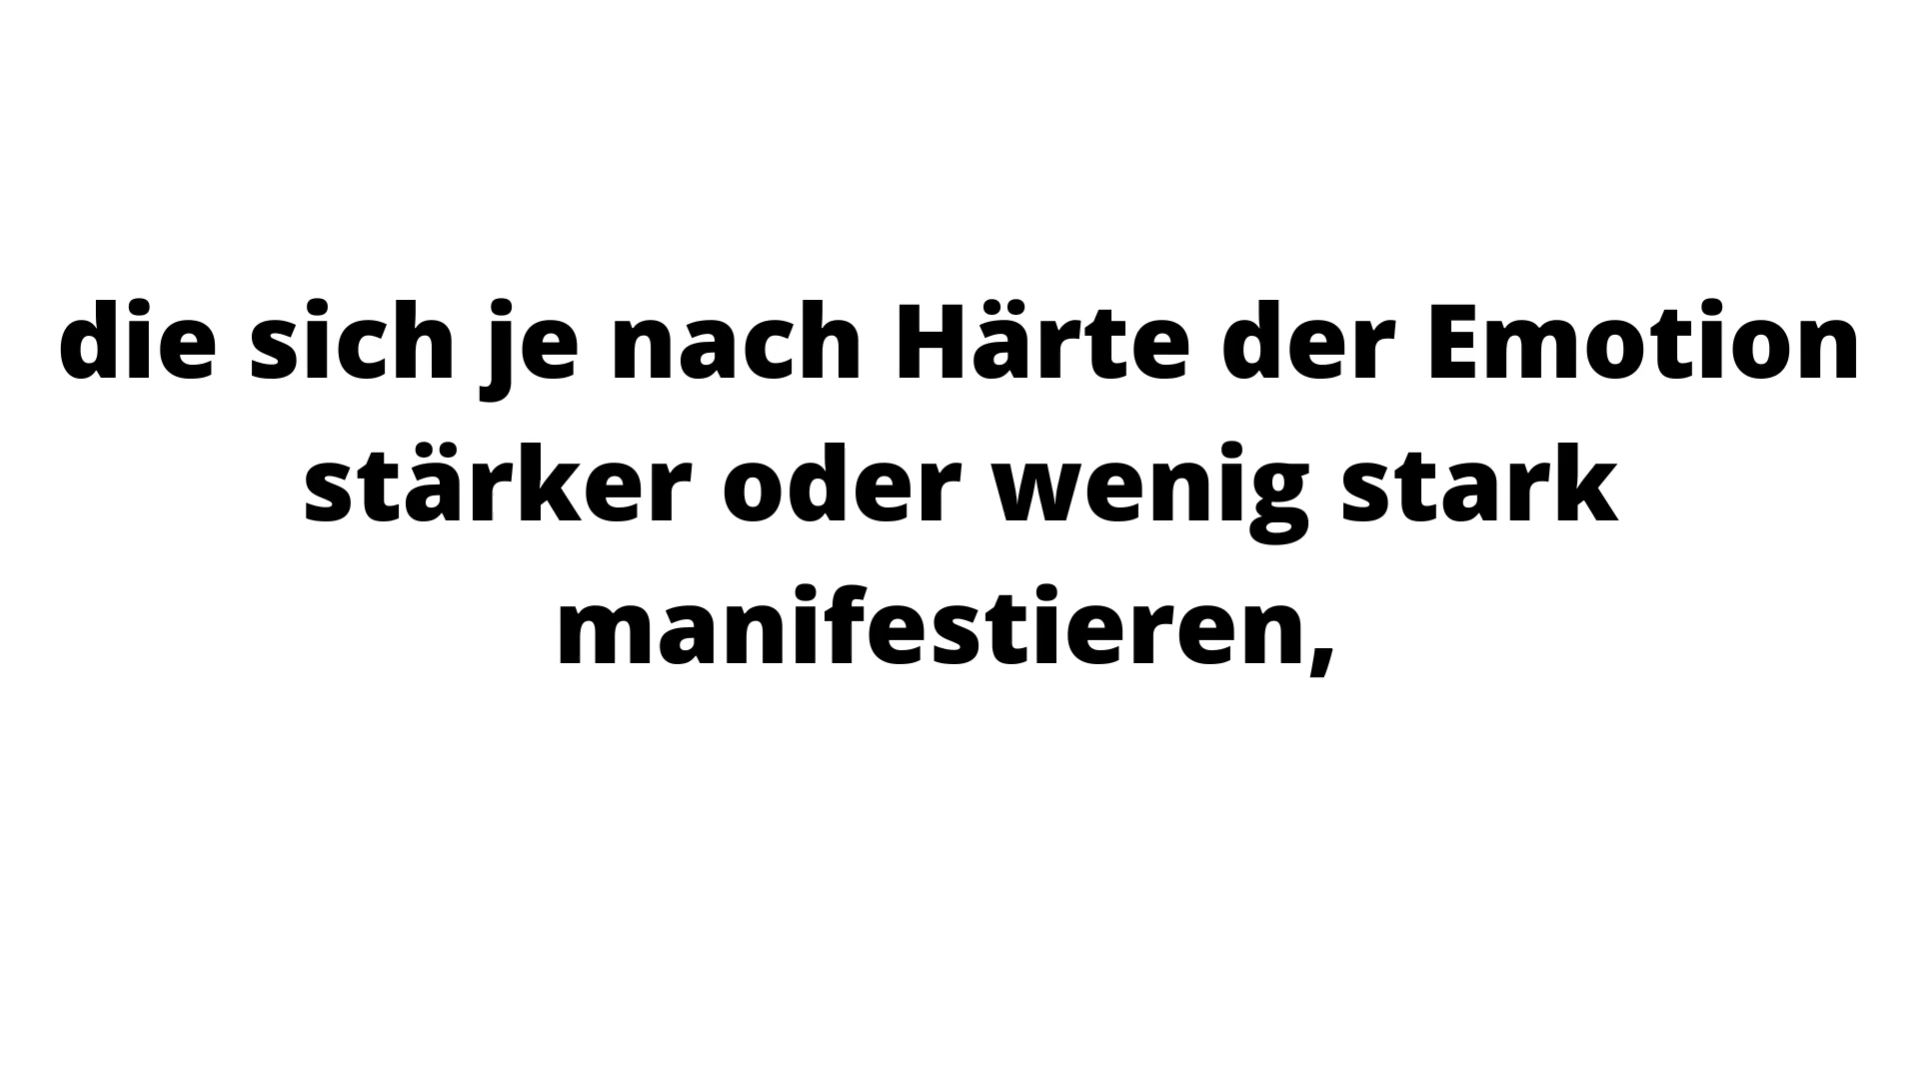 die sich je nach Härte der Emotion
stärker oder wenig stark
manifestieren,